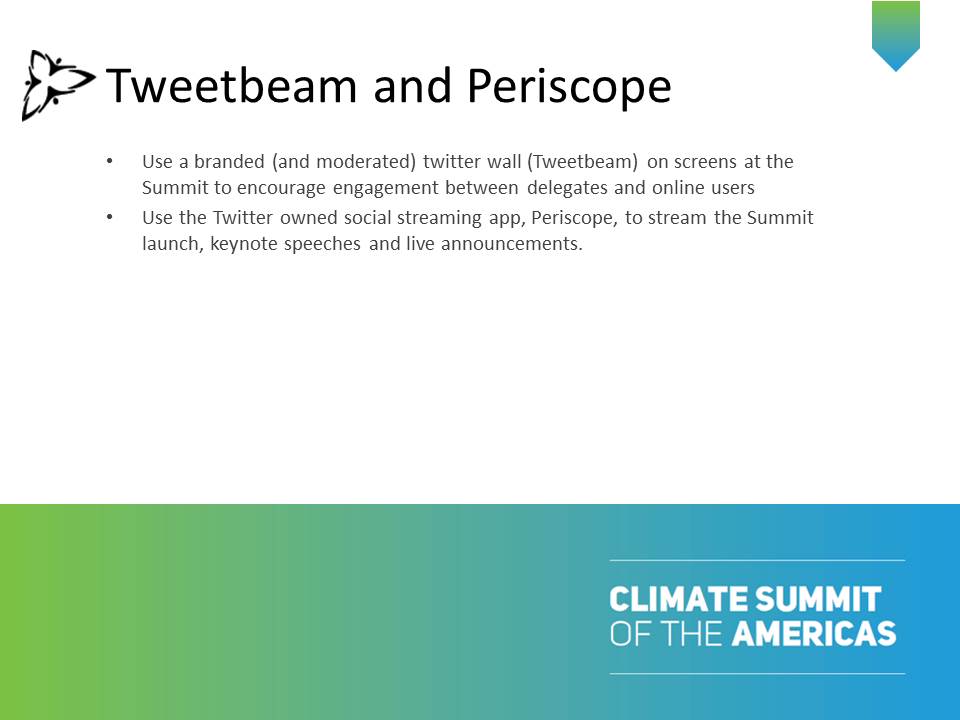 Tweetbeam and Periscope
• Use a branded (and moderated) twitter wall (Tweetbeam) on screens at the
Summit to encourage engagement between delegates and online users
• Use the Twitter owned social streaming app, Periscope, to stream the Summit
launch, keynote speeches and live announcements.
CLIMATE SUMMIT
OF THE AMERICAS